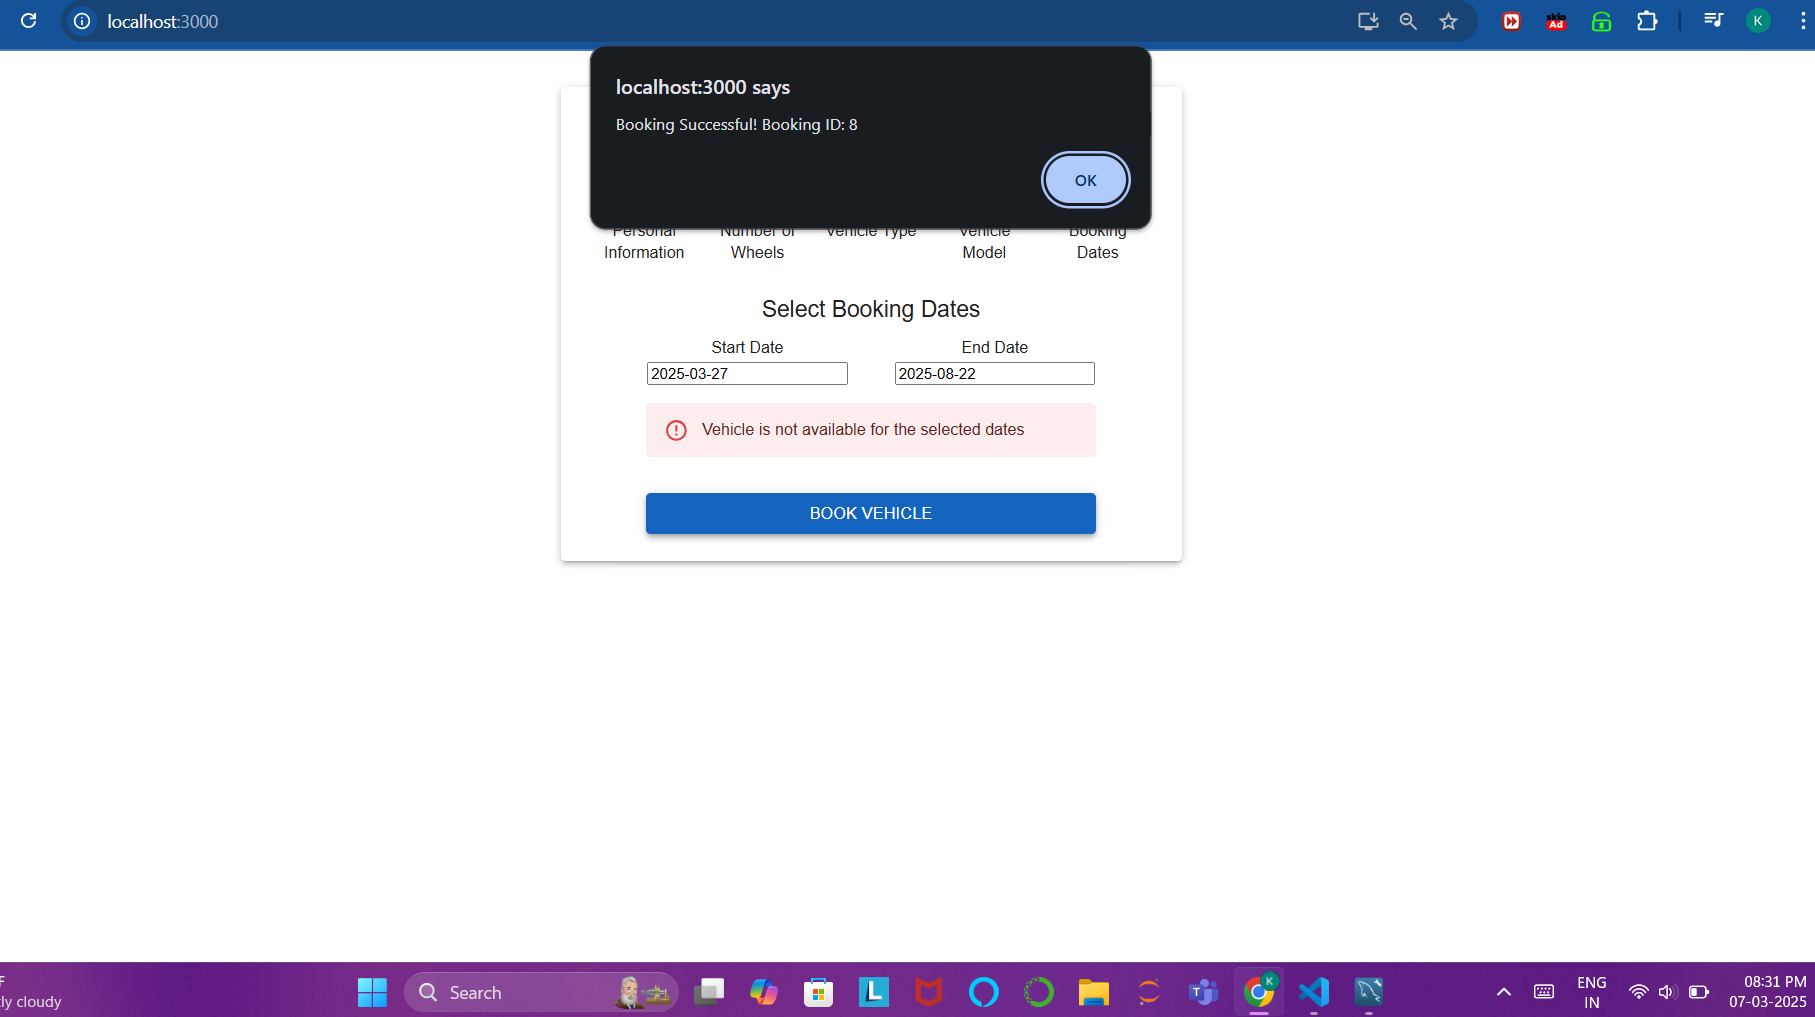 localhost:3000
skip
Ad
K
localhost:3000 says
Booking Successful! Booking ID: 8
OK
Personal
Information
Number of
Wheels
Vehicle Type
Vehicle
Model
Booking
Dates
Select Booking Dates
Start Date
End Date
2025-03-27
2025-08-22
Vehicle is not available for the selected dates
BOOK VEHICLE
F
ly cloudy
Search
L
T
K
ENG
IN
08:31 PM
07-03-2025